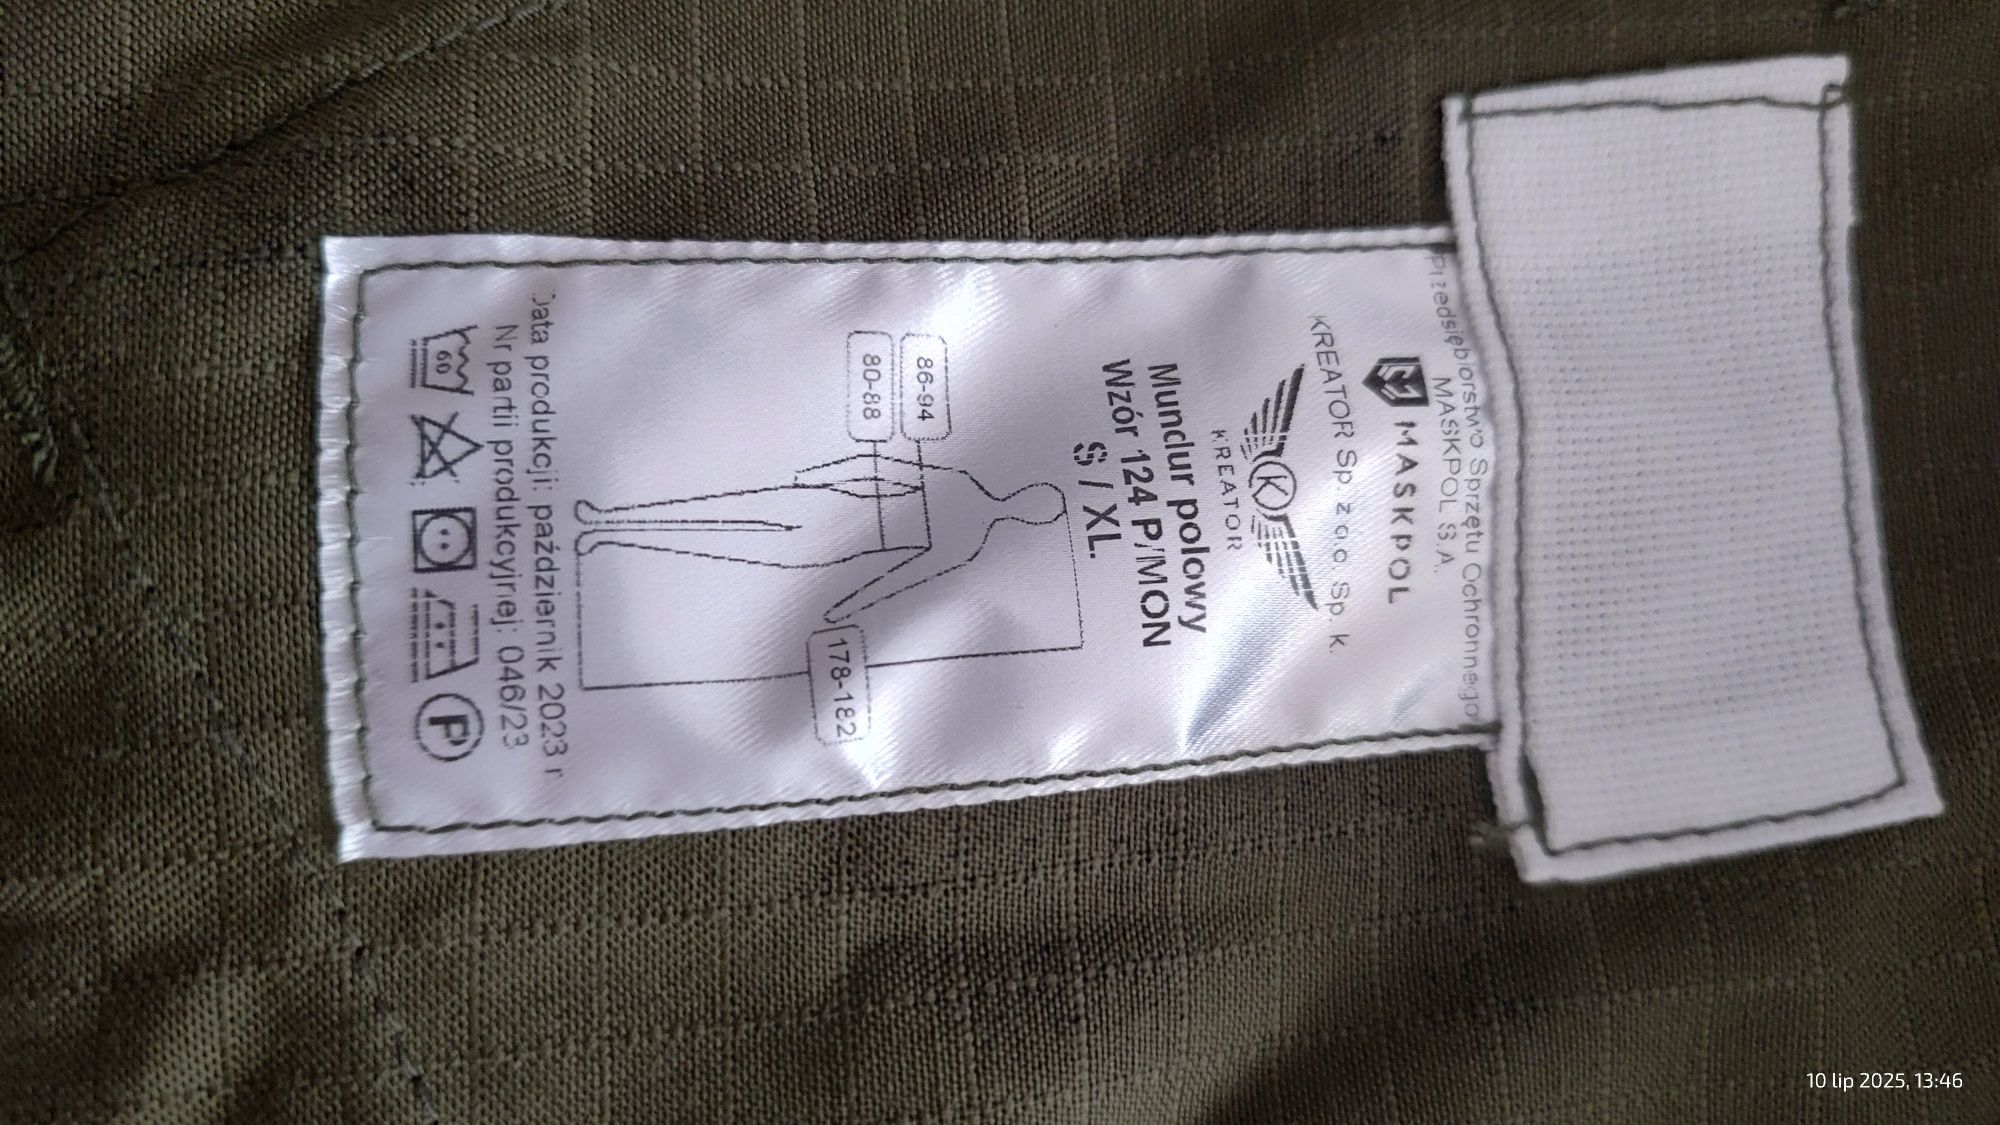 Przedsiębiorstwo Sprzętu Ochronnego
MASKPOL S.A.
MASKPOL
KREATOR Sp z o.o. Sp. k.
K
KREATOR
Mundur polowy
Wzór 124 P/MON
S / XL.
86-94
80-88
178-182
Data produkcji: październik 2023 r
Nr partii produkcyjnej: 046/23
60
P
10 lip 2025, 13:46